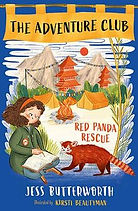 THE ADVENTURE CLUB
RED PANDA
RESCUE
JESS
BUTTERWORTH
Illustrated by KIRSTI BEAUTYMAN